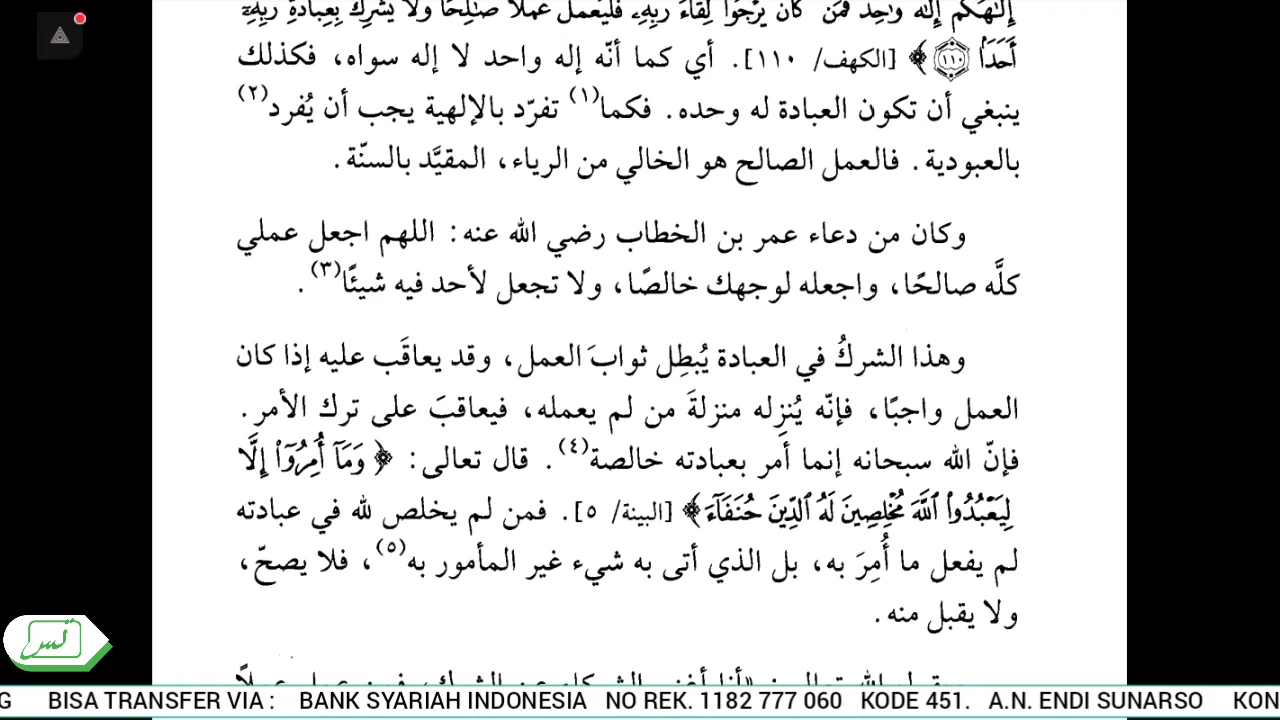 إِلَٰهُكُمْ إِلَٰهٌ وَاحِدٌ فَمَن كَانَ يَرْجُوا لِقَاءَ رَبِّهِۦ فَلْيَعْمَلْ عَمَلًا صَٰلِحًا وَلَا يُشْرِكْ بِعِبَادَةِ رَبِّهِۦٓ
أَحَدَۢا ﴿١١٠﴾ [الكهف/ ١١٠]. أي كما أنّه إله واحد لا إله سواه، فكذلك
ينبغي أن تكون العبادة له وحده. فكما(١) تفرّد بالإلهية يجب أن يُفرد(٢)
بالعبودية. فالعمل الصالح هو الخالي من الرياء، المقيَّد بالسنّة.
وكان من دعاء عمر بن الخطاب رضي الله عنه: اللهم اجعل عملي
كلَّه صالحًا، واجعله لوجهك خالصًا، ولا تجعل لأحد فيه شيئًا(٣).
وهذا الشركُ في العبادة يُبطِل ثوابَ العمل، وقد يعاقَب عليه إذا كان
العمل واجبًا، فإنّه يُنزِله منزلةَ من لم يعمله، فيعاقبَ على ترك الأمر.
فإنّ الله سبحانه إنما أمر بعبادته خالصة(٤). قال تعالى: ﴿وَمَآ أُمِرُوٓا۟ إِلَّا
لِيَعْبُدُوا۟ ٱللَّهَ مُخْلِصِينَ لَهُ ٱلدِّينَ حُنَفَآءَ﴾ [البينة/ ٥]. فمن لم يخلص لله في عبادته
لم يفعل ما أُمِرَ به، بل الذي أتى به شيء غير المأمور به(٥)، فلا يصحّ،
ولا يقبل منه.
G BISA TRANSFER VIA : BANK SYARIAH INDONESIA NO REK. 1182 777 060 KODE 451. A.N. ENDI SUNARSO KON